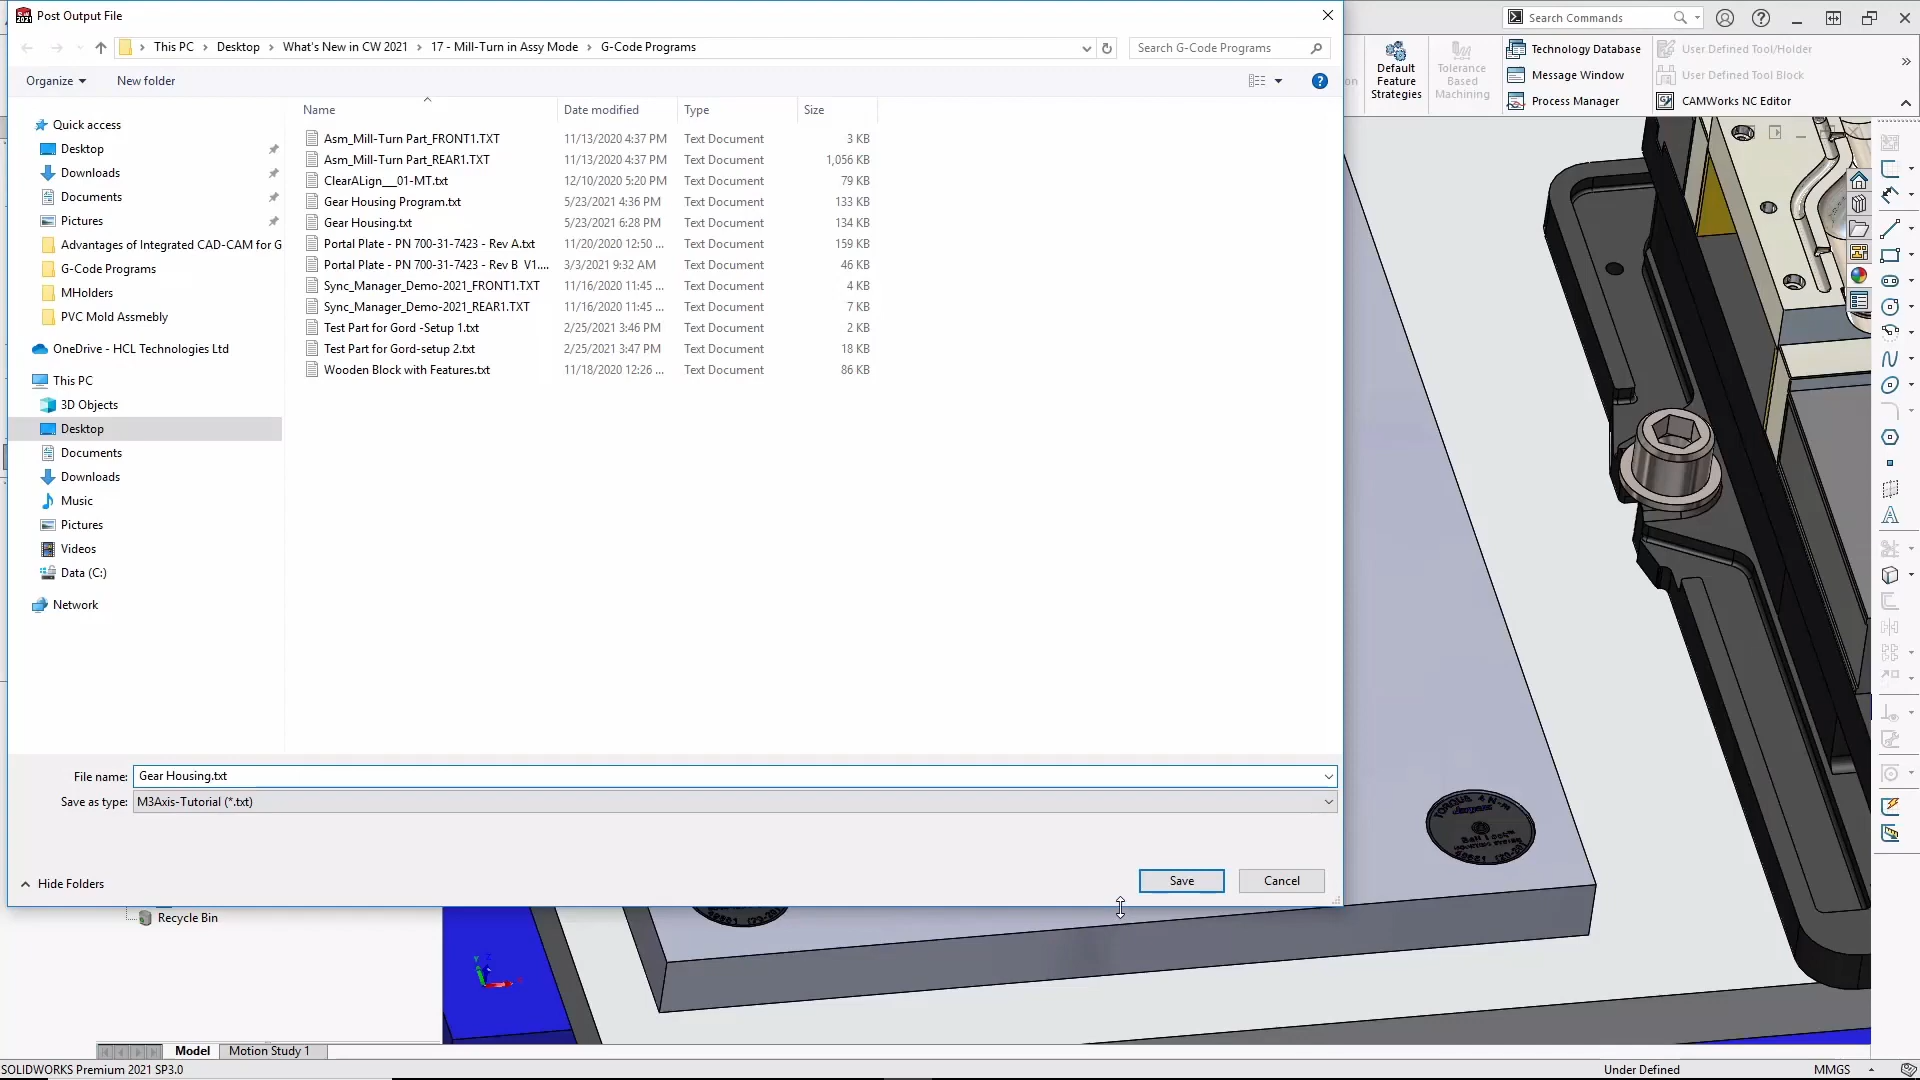 Post Output File
Search Commands
This PC > Desktop > What's New in CW 2021 > 17 - Mill-Turn in Assy Mode > G-Code Programs
Search G-Code Programs
Organize
New folder
Default Feature Strategies
Tolerance Based Machining
Technology Database
Message Window
Process Manager
User Defined Tool/Holder
User Defined Tool Block
CAMWorks NC Editor
Name Date modified Type Size
Asm_Mill-Turn Part_FRONT1.TXT 11/13/2020 4:37 PM Text Document 3 KB
Asm_Mill-Turn Part_REAR1.TXT 11/13/2020 4:37 PM Text Document 1,056 KB
ClearALign__01-MT.txt 12/10/2020 5:20 PM Text Document 79 KB
Gear Housing Program.txt 5/23/2021 4:36 PM Text Document 133 KB
Gear Housing.txt 5/23/2021 6:28 PM Text Document 134 KB
Portal Plate - PN 700-31-7423 - Rev A.txt 11/20/2020 12:50 ... Text Document 159 KB
Portal Plate - PN 700-31-7423 - Rev B V1.... 3/3/2021 9:32 AM Text Document 46 KB
Sync_Manager_Demo-2021_FRONT1.TXT 11/16/2020 11:45 ... Text Document 4 KB
Sync_Manager_Demo-2021_REAR1.TXT 11/16/2020 11:45 ... Text Document 7 KB
Test Part for Gord -Setup 1.txt 2/25/2021 3:46 PM Text Document 2 KB
Test Part for Gord-setup 2.txt 2/25/2021 3:47 PM Text Document 18 KB
Wooden Block with Features.txt 11/18/2020 12:26 ... Text Document 86 KB
Quick access
Desktop
Downloads
Documents
Pictures
Advantages of Integrated CAD-CAM for G
G-Code Programs
MHolders
PVC Mold Assmebly
OneDrive - HCL Technologies Ltd
This PC
3D Objects
Desktop
Documents
Downloads
Music
Pictures
Videos
Data (C:)
Network
File name: Gear Housing.txt
Save as type: M3Axis-Tutorial (*.txt)
Hide Folders
Save
Cancel
TORQUE 4 N-m
Recycle Bin
Model
Motion Study 1
SOLIDWORKS Premium 2021 SP3.0
Under Defined
MMGS